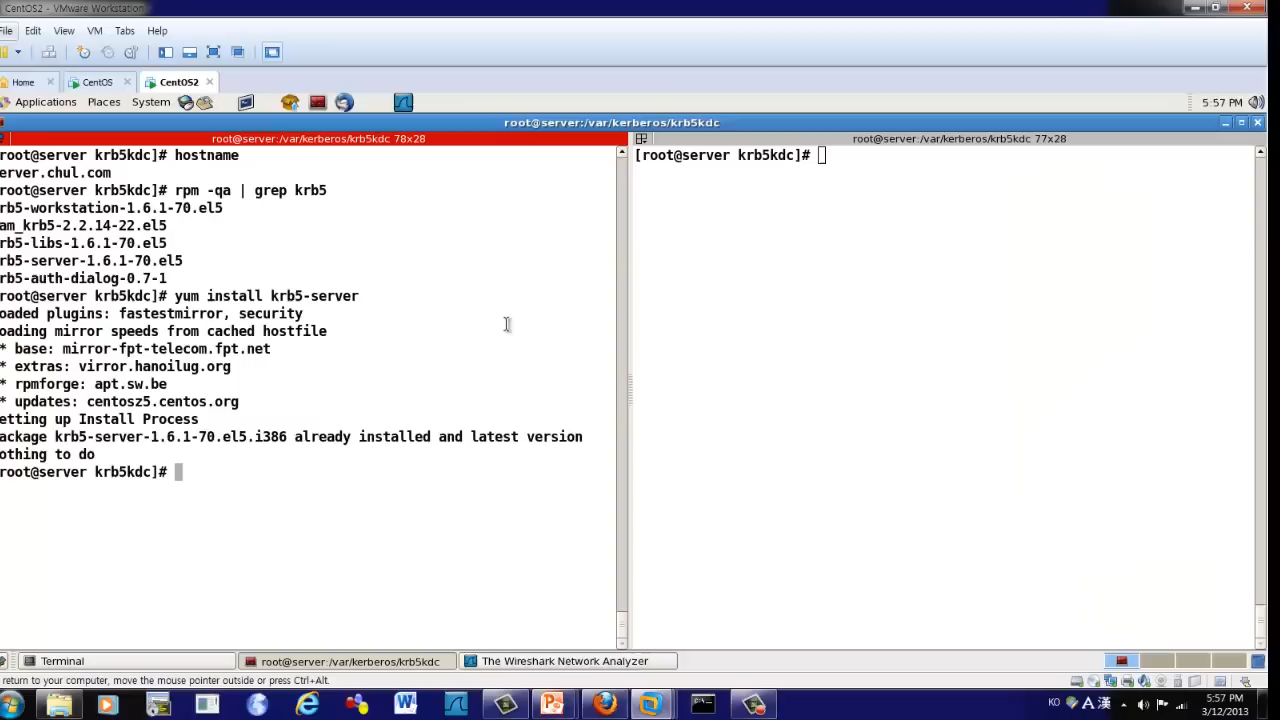 CentOS2 - VMware Workstation
File Edit View VM Tabs Help
Home CentOS CentOS2
Applications Places System 5:57 PM
root@server:/var/kerberos/krb5kdc
root@server:/var/kerberos/krb5kdc 78x28
root@server krb5kdc]# hostname
erver.chul.com
root@server krb5kdc]# rpm -qa | grep krb5
rb5-workstation-1.6.1-70.el5
am_krb5-2.2.14-22.el5
rb5-libs-1.6.1-70.el5
rb5-server-1.6.1-70.el5
rb5-auth-dialog-0.7-1
root@server krb5kdc]# yum install krb5-server
oaded plugins: fastestmirror, security
oading mirror speeds from cached hostfile
* base: mirror-fpt-telecom.fpt.net
* extras: virror.hanoilug.org
* rpmforge: apt.sw.be
* updates: centosz5.centos.org
etting up Install Process
ackage krb5-server-1.6.1-70.el5.i386 already installed and latest version
othing to do
root@server krb5kdc]#
root@server:/var/kerberos/krb5kdc 77x28
[root@server krb5kdc]#
Terminal root@server:/var/kerberos/krb5kdc The Wireshark Network Analyzer
return to your computer, move the mouse pointer outside or press Ctrl+Alt.
KO A 漢 5:57 PM
3/12/2013